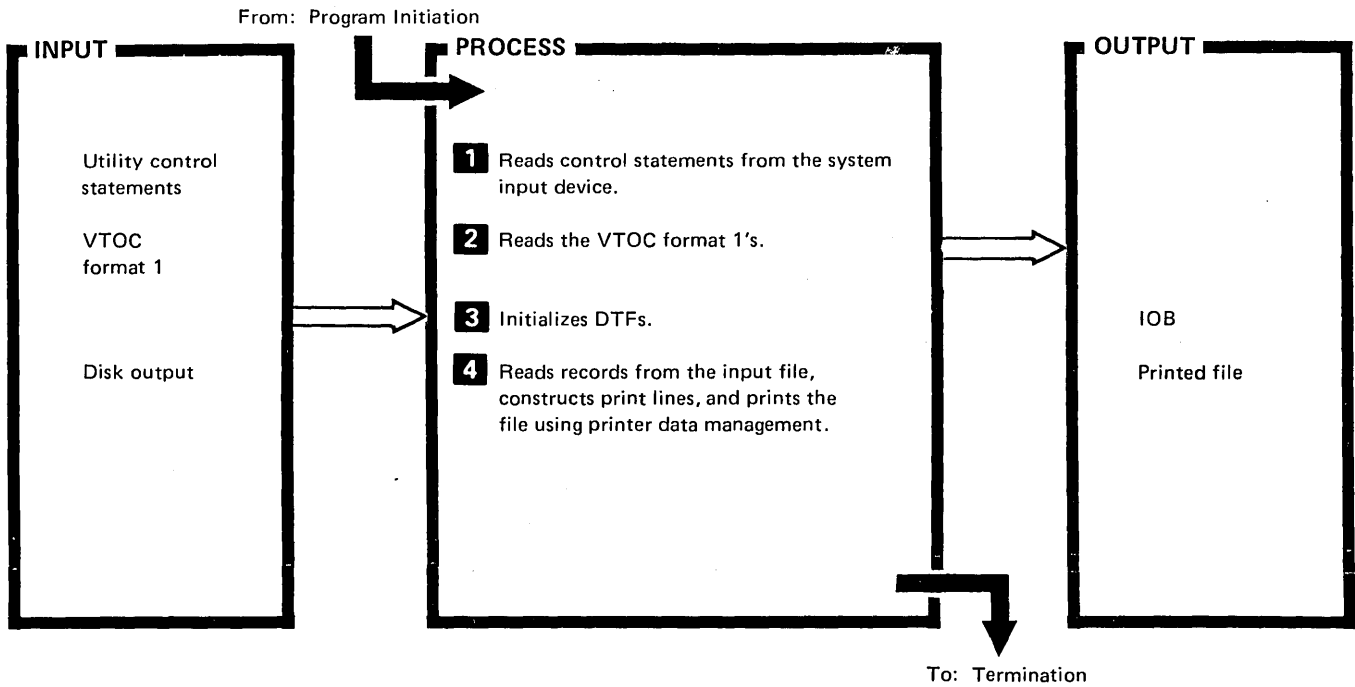 From: Program Initiation
INPUT
Utility control
statements
VTOC
format 1
Disk output
PROCESS
1 Reads control statements from the system
input device.
2 Reads the VTOC format 1's.
3 Initializes DTFs.
4 Reads records from the input file,
constructs print lines, and prints the
file using printer data management.
OUTPUT
IOB
Printed file
To: Termination